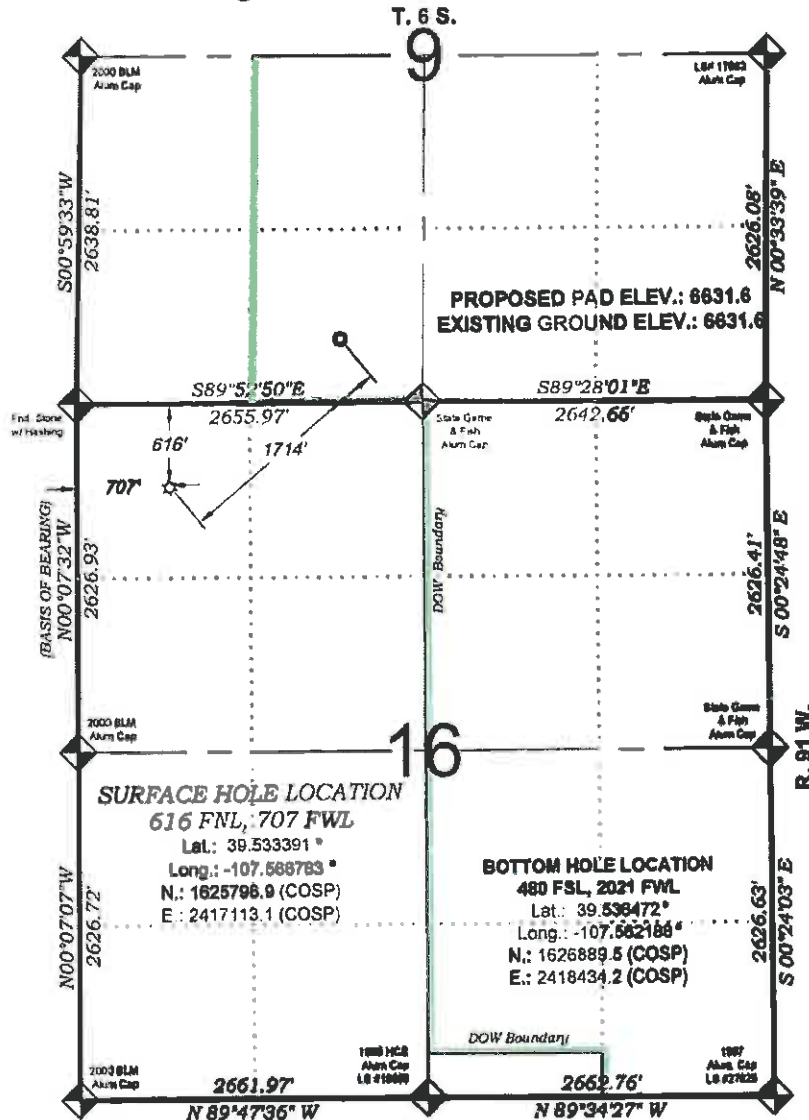 T. 6 S.
9
2000 BLM
Alum Cap
Alum Cap
S00°59'33"W
2638.81'
2626.08'
N 00°33'39" E
PROPOSED PAD ELEV.: 6631.6
EXISTING GROUND ELEV.: 6631.6
S89°52'50"E
2655.97'
S89°28'01"E
2642.66'
Fnd. Stone
w/ Hashing
State Game
& Fish
Alum Cap
State Game
& Fish
Alum Cap
616'
1714'
707'
(BASIS OF BEARING)
N00°07'32"W
2626.93'
DOW Boundary
2626.41'
S 00°24'48" E
2000 BLM
Alum Cap
State Game
& Fish
Alum Cap
16
R. 91 W.
SURFACE HOLE LOCATION
616 FNL, 707 FWL
Lat.: 39.533391°
Long.: -107.566783°
N.: 1625796.9 (COSP)
E.: 2417113.1 (COSP)
BOTTOM HOLE LOCATION
480 FSL, 2021 FWL
Lat.: 39.536472°
Long.: -107.562188°
N.: 1626889.5 (COSP)
E.: 2418434.2 (COSP)
N00°07'07"W
2626.72'
2626.63'
S 00°24'03" E
DOW Boundary
2003 BLM
Alum Cap
Alum Cap
Alum. Cap
2661.97'
N 89°47'36" W
2662.76'
N 89°34'27" W